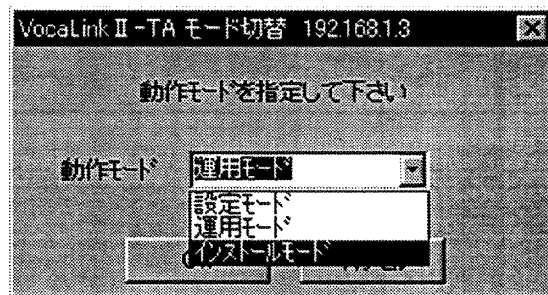 VocaLink II-TA モード切替 192.168.1.3
動作モードを指定して下さい
動作モード 運用モード
設定モード
運用モード
インストールモード